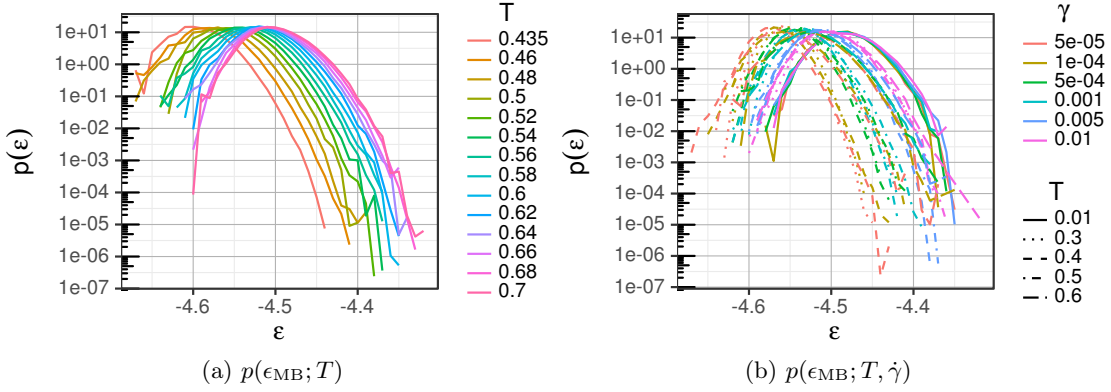 p(ε)
1e+01
1e+00
1e-01
1e-02
1e-03
1e-04
1e-05
1e-06
1e-07
-4.6
-4.5
-4.4
ε
T
0.435
0.46
0.48
0.5
0.52
0.54
0.56
0.58
0.6
0.62
0.64
0.66
0.68
0.7
(a) p(ϵMB; T)
p(ε)
1e+01
1e+00
1e-01
1e-02
1e-03
1e-04
1e-05
1e-06
1e-07
-4.6
-4.5
-4.4
ε
γ̇
5e-05
1e-04
5e-04
0.001
0.005
0.01
T
0.01
0.3
0.4
0.5
0.6
(b) p(ϵMB; T, γ̇)